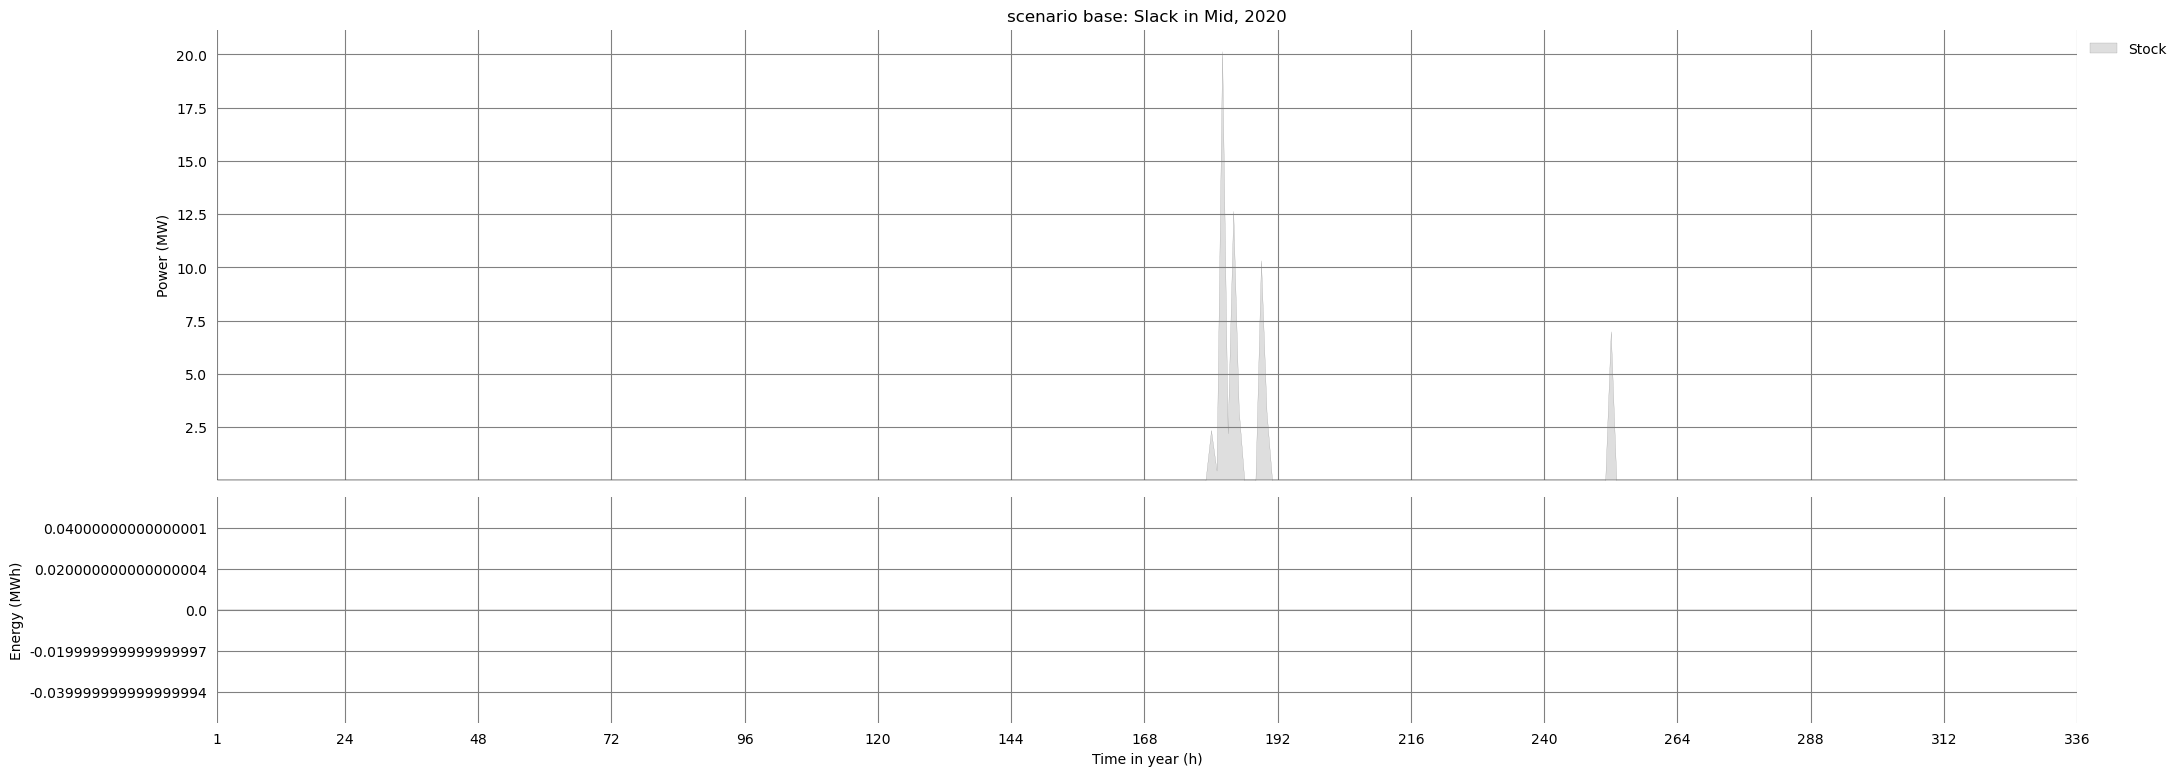 scenario base: Slack in Mid, 2020
Stock
Power (MW)
20.0
17.5
15.0
12.5
10.0
7.5
5.0
2.5
Energy (MWh)
0.04000000000000001
0.020000000000000004
0.0
-0.019999999999999997
-0.039999999999999994
1 24 48 72 96 120 144 168 192 216 240 264 288 312 336
Time in year (h)